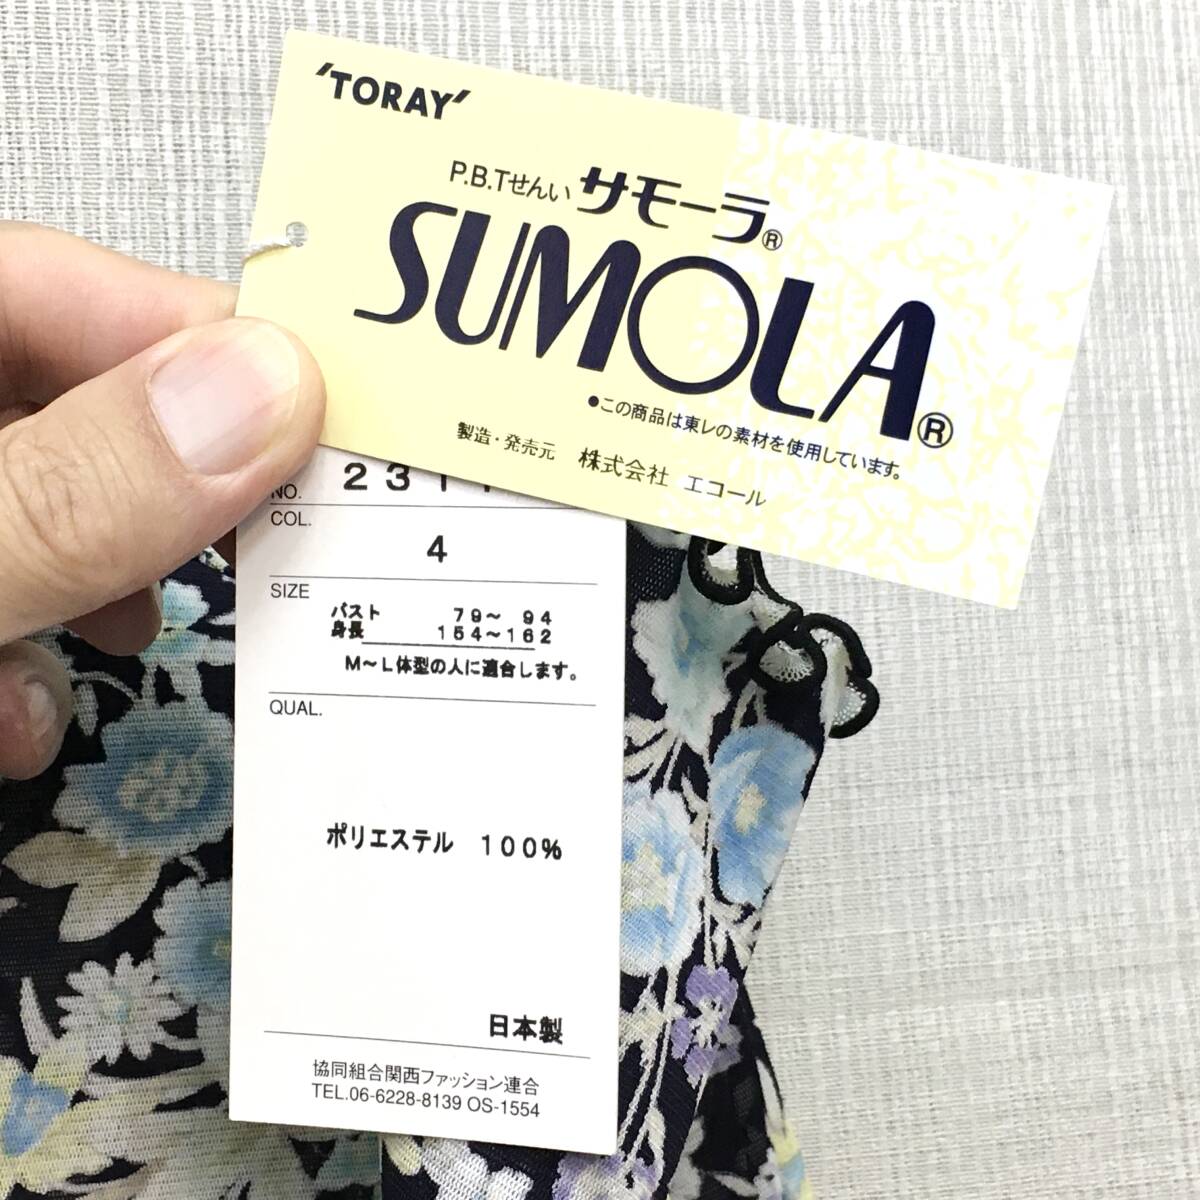 'TORAY'
P.B.Tせんい サモーラ®
SUMOLA®
●この商品は東レの素材を使用しています。
製造・発売元 株式会社 エコール
NO.
COL.
4
SIZE
バスト 79～ 94
身長 154～162
M～L体型の人に適合します。
QUAL.
ポリエステル 100%
日本製
協同組合関西ファッション連合
TEL.06-6228-8139 OS-1554